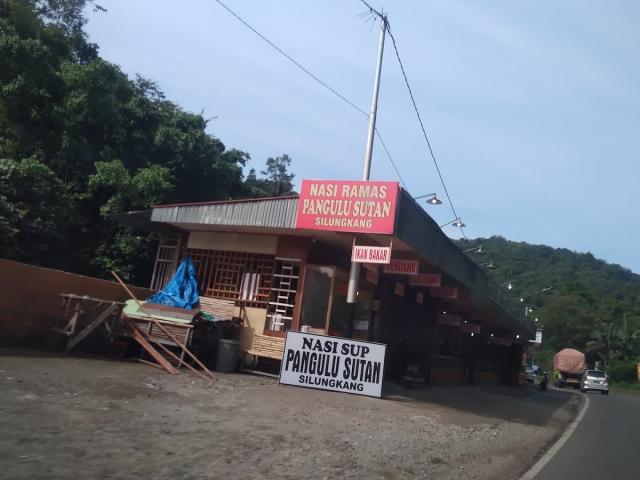 NASI RAMAS
PANGULU SUTAN
SILUNGKANG
IKAN BAKAR
RENDANG
NASI SUP
PANGULU SUTAN
SILUNGKANG